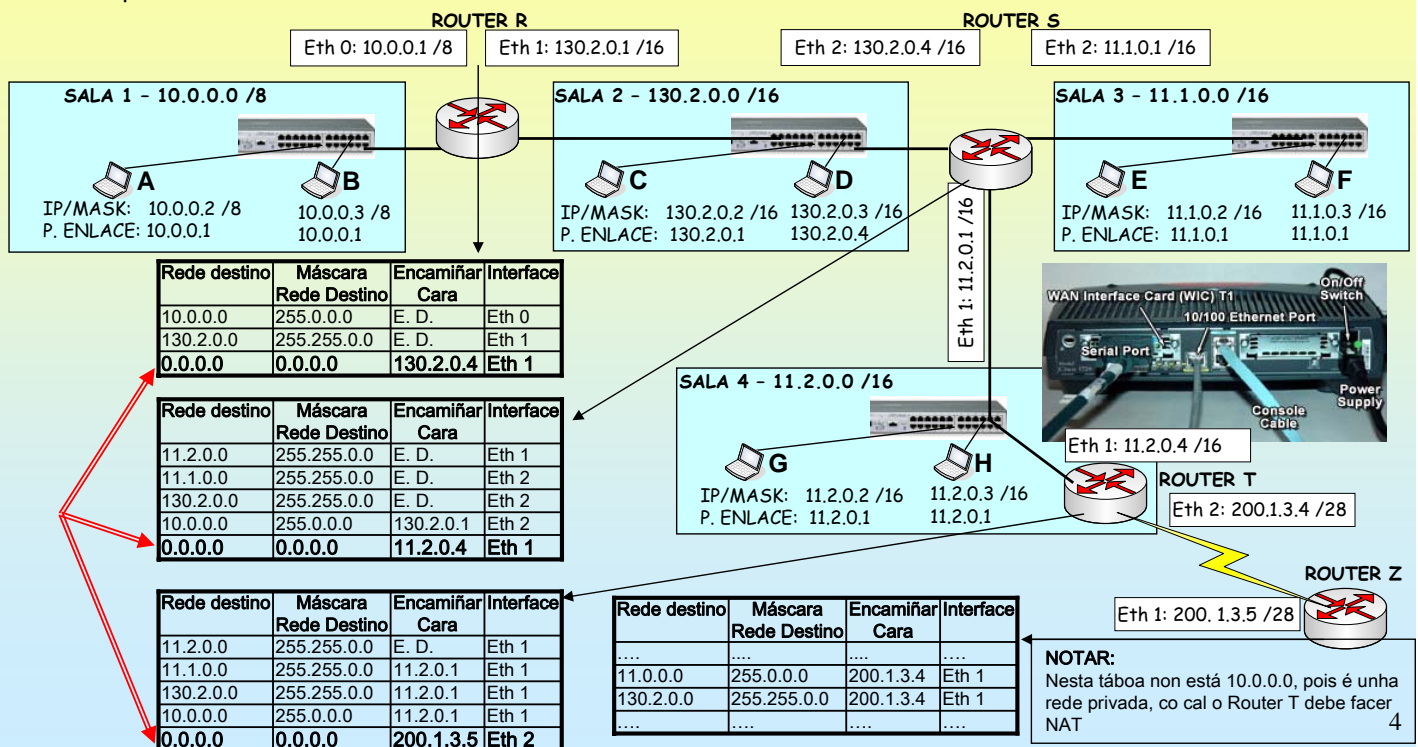 ROUTER R
ROUTER S
Eth 0: 10.0.0.1 /8
Eth 1: 130.2.0.1 /16
Eth 2: 130.2.0.4 /16
Eth 2: 11.1.0.1 /16
SALA 1 - 10.0.0.0 /8
A
B
IP/MASK: 10.0.0.2 /8
P. ENLACE: 10.0.0.1
10.0.0.3 /8
10.0.0.1
SALA 2 - 130.2.0.0 /16
C
D
IP/MASK: 130.2.0.2 /16
P. ENLACE: 130.2.0.1
130.2.0.3 /16
130.2.0.4
SALA 3 - 11.1.0.0 /16
E
F
IP/MASK: 11.1.0.2 /16
P. ENLACE: 11.1.0.1
11.1.0.3 /16
11.1.0.1
Eth 1: 11.2.0.1 /16
Rede destino Máscara Rede Destino Encamiñar Cara Interface
10.0.0.0 255.0.0.0 E. D. Eth 0
130.2.0.0 255.255.0.0 E. D. Eth 1
0.0.0.0 0.0.0.0 130.2.0.4 Eth 1
Rede destino Máscara Rede Destino Encamiñar Cara Interface
11.2.0.0 255.255.0.0 E. D. Eth 1
11.1.0.0 255.255.0.0 E. D. Eth 2
130.2.0.0 255.255.0.0 E. D. Eth 2
10.0.0.0 255.0.0.0 130.2.0.1 Eth 2
0.0.0.0 0.0.0.0 11.2.0.4 Eth 1
WAN Interface Card (WIC) T1
On/Off Switch
10/100 Ethernet Port
Serial Port
Power Supply
Console Cable
SALA 4 - 11.2.0.0 /16
G
H
IP/MASK: 11.2.0.2 /16
P. ENLACE: 11.2.0.1
11.2.0.3 /16
11.2.0.1
Eth 1: 11.2.0.4 /16
ROUTER T
Eth 2: 200.1.3.4 /28
ROUTER Z
Eth 1: 200. 1.3.5 /28
Rede destino Máscara Rede Destino Encamiñar Cara Interface
11.2.0.0 255.255.0.0 E. D. Eth 1
11.1.0.0 255.255.0.0 11.2.0.1 Eth 1
130.2.0.0 255.255.0.0 11.2.0.1 Eth 1
10.0.0.0 255.0.0.0 11.2.0.1 Eth 1
0.0.0.0 0.0.0.0 200.1.3.5 Eth 2
Rede destino Máscara Rede Destino Encamiñar Cara Interface
.... .... .... ....
11.0.0.0 255.0.0.0 200.1.3.4 Eth 1
130.2.0.0 255.255.0.0 200.1.3.4 Eth 1
.... .... .... ....
NOTAR:
Nesta táboa non está 10.0.0.0, pois é unha
rede privada, co cal o Router T debe facer
NAT
4